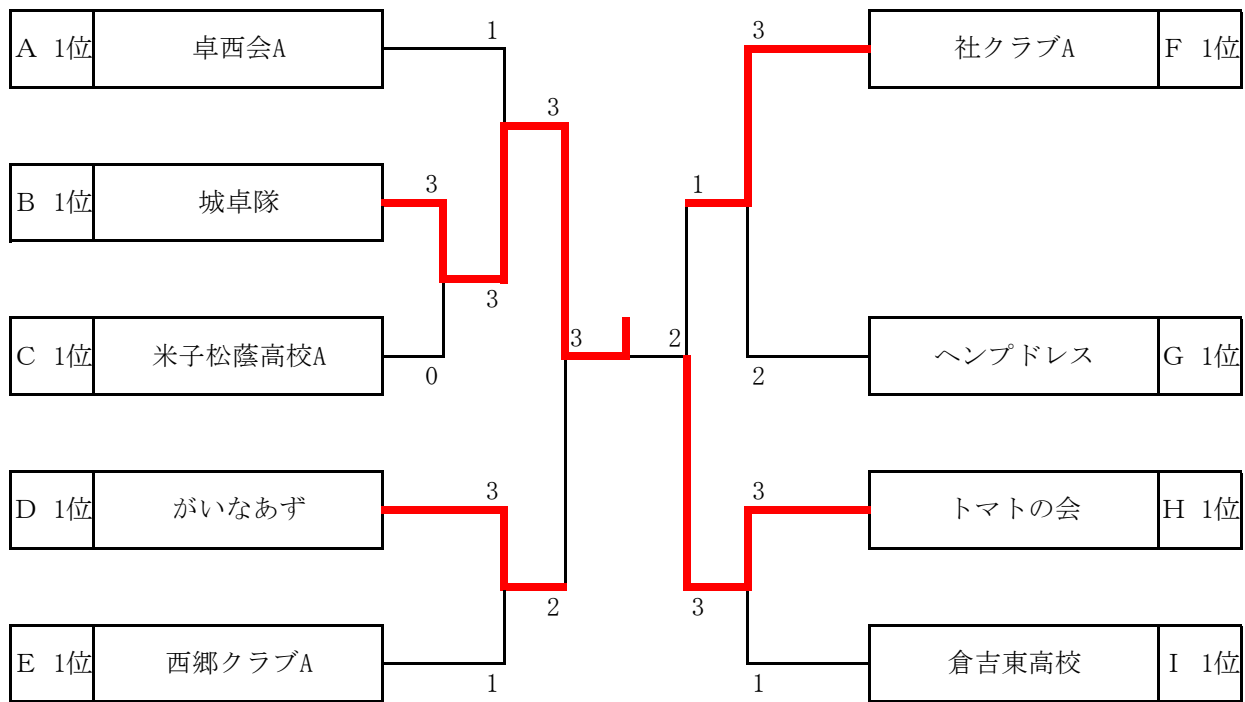 1
3
A 1位 卓西会A
社クラブA F 1位
3
3
1
B 1位 城卓隊
3
3
2
C 1位 米子松蔭高校A
ヘンプドレス G 1位
0
2
3
3
D 1位 がいなあず
トマトの会 H 1位
2
3
E 1位 西郷クラブA
倉吉東高校 I 1位
1
1